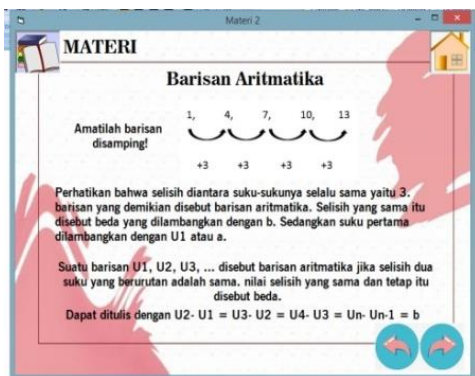 Materi 2
MATERI
Barisan Aritmatika
Amatilah barisan
disamping!
1, 4, 7, 10, 13
+3 +3 +3 +3
Perhatikan bahwa selisih diantara suku-sukunya selalu sama yaitu 3.
barisan yang demikian disebut barisan aritmatika. Selisih yang sama itu
disebut beda yang dilambangkan dengan b. Sedangkan suku pertama
dilambangkan dengan U1 atau a.
Suatu barisan U1, U2, U3, ... disebut barisan aritmatika jika selisih dua
suku yang berurutan adalah sama. nilai selisih yang sama dan tetap itu
disebut beda.
Dapat ditulis dengan U2- U1 = U3- U2 = U4- U3 = Un- Un-1 = b